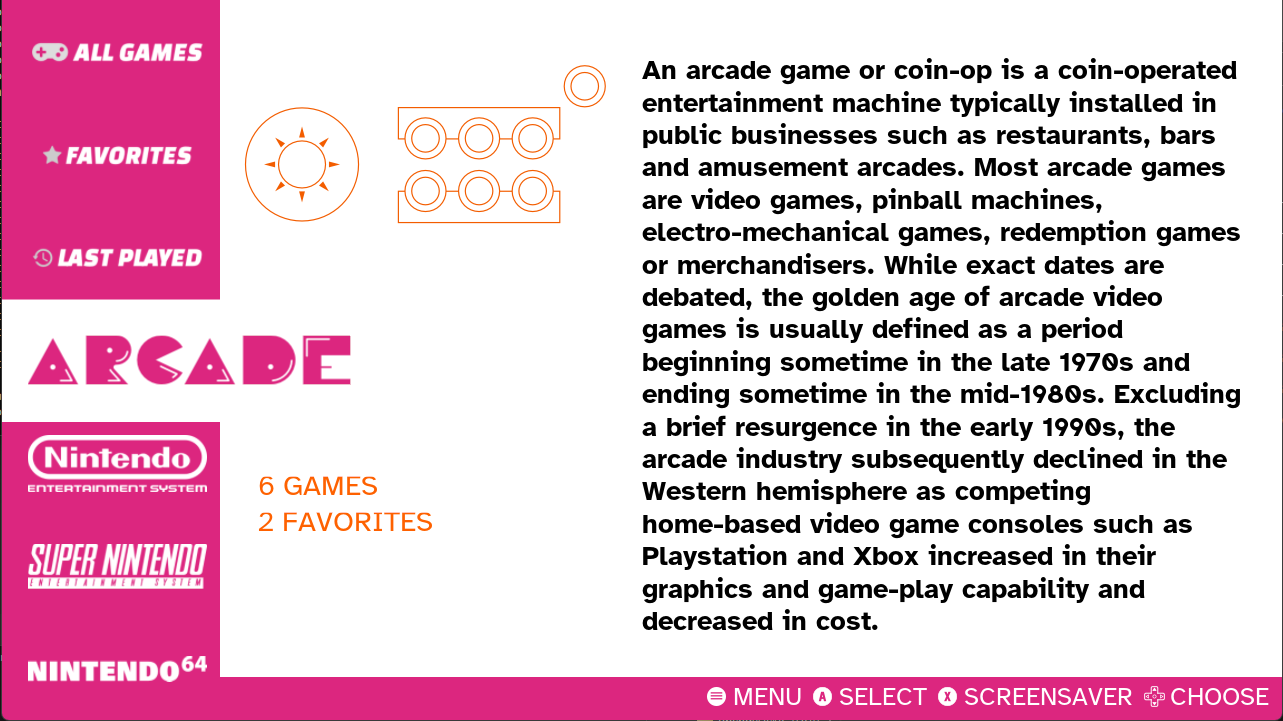 ALL GAMES
FAVORITES
LAST PLAYED
ARCADE
Nintendo
ENTERTAINMENT SYSTEM
SUPER NINTENDO
ENTERTAINMENT SYSTEM
NINTENDO64
6 GAMES
2 FAVORITES
An arcade game or coin-op is a coin-operated
entertainment machine typically installed in
public businesses such as restaurants, bars
and amusement arcades. Most arcade games
are video games, pinball machines,
electro-mechanical games, redemption games
or merchandisers. While exact dates are
debated, the golden age of arcade video
games is usually defined as a period
beginning sometime in the late 1970s and
ending sometime in the mid-1980s. Excluding
a brief resurgence in the early 1990s, the
arcade industry subsequently declined in the
Western hemisphere as competing
home-based video game consoles such as
Playstation and Xbox increased in their
graphics and game-play capability and
decreased in cost.
MENU A SELECT X SCREENSAVER CHOOSE